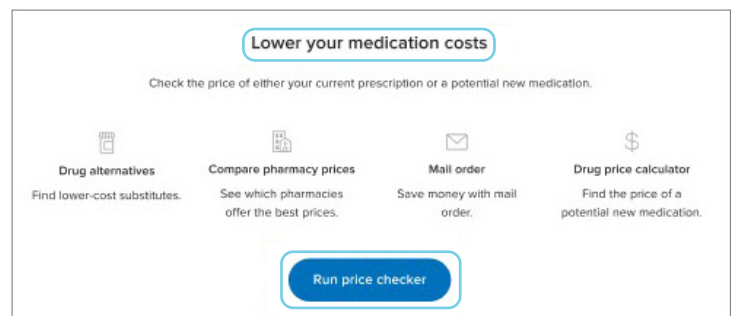 Lower your medication costs
Check the price of either your current prescription or a potential new medication.
Drug alternatives
Find lower-cost substitutes.
Compare pharmacy prices
See which pharmacies
offer the best prices.
Mail order
Save money with mail
order.
Drug price calculator
Find the price of a
potential new medication.
Run price checker